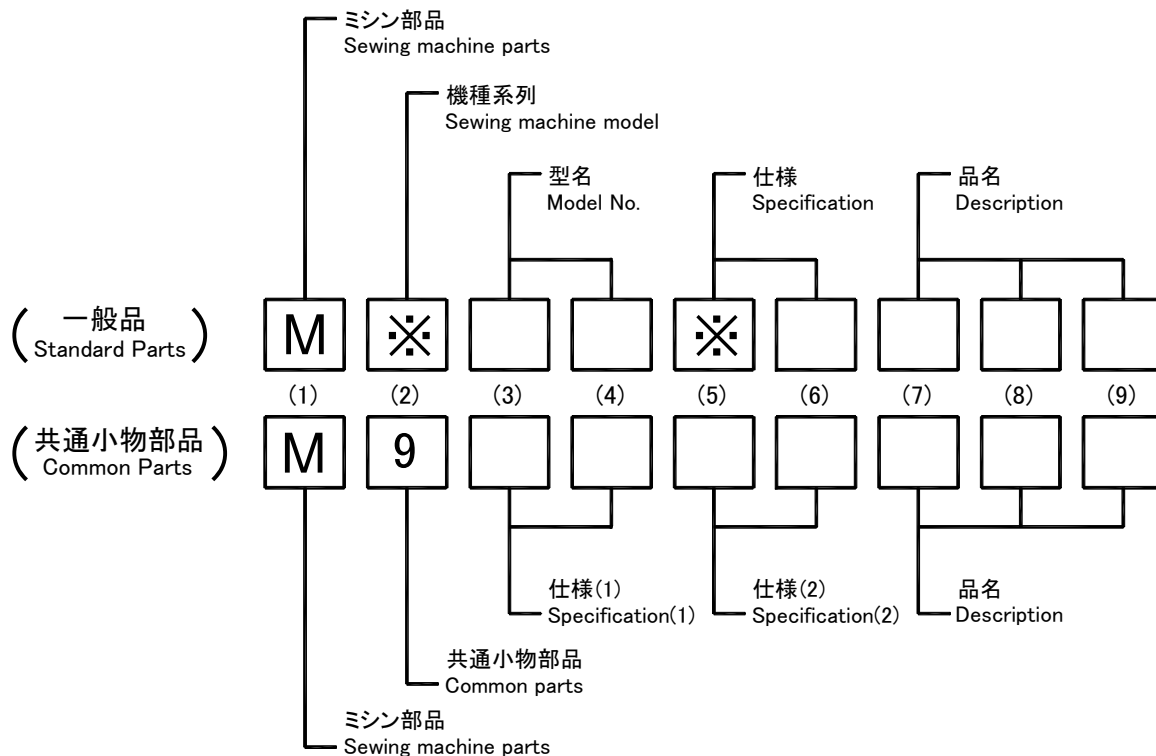 ミシン部品
Sewing machine parts
機種系列
Sewing machine model
型名
Model No.
仕様
Specification
品名
Description
一般品
Standard Parts
M ※ ※
(1) (2) (3) (4) (5) (6) (7) (8) (9)
共通小物部品
Common Parts
M 9
仕様(1)
Specification(1)
仕様(2)
Specification(2)
品名
Description
共通小物部品
Common parts
ミシン部品
Sewing machine parts